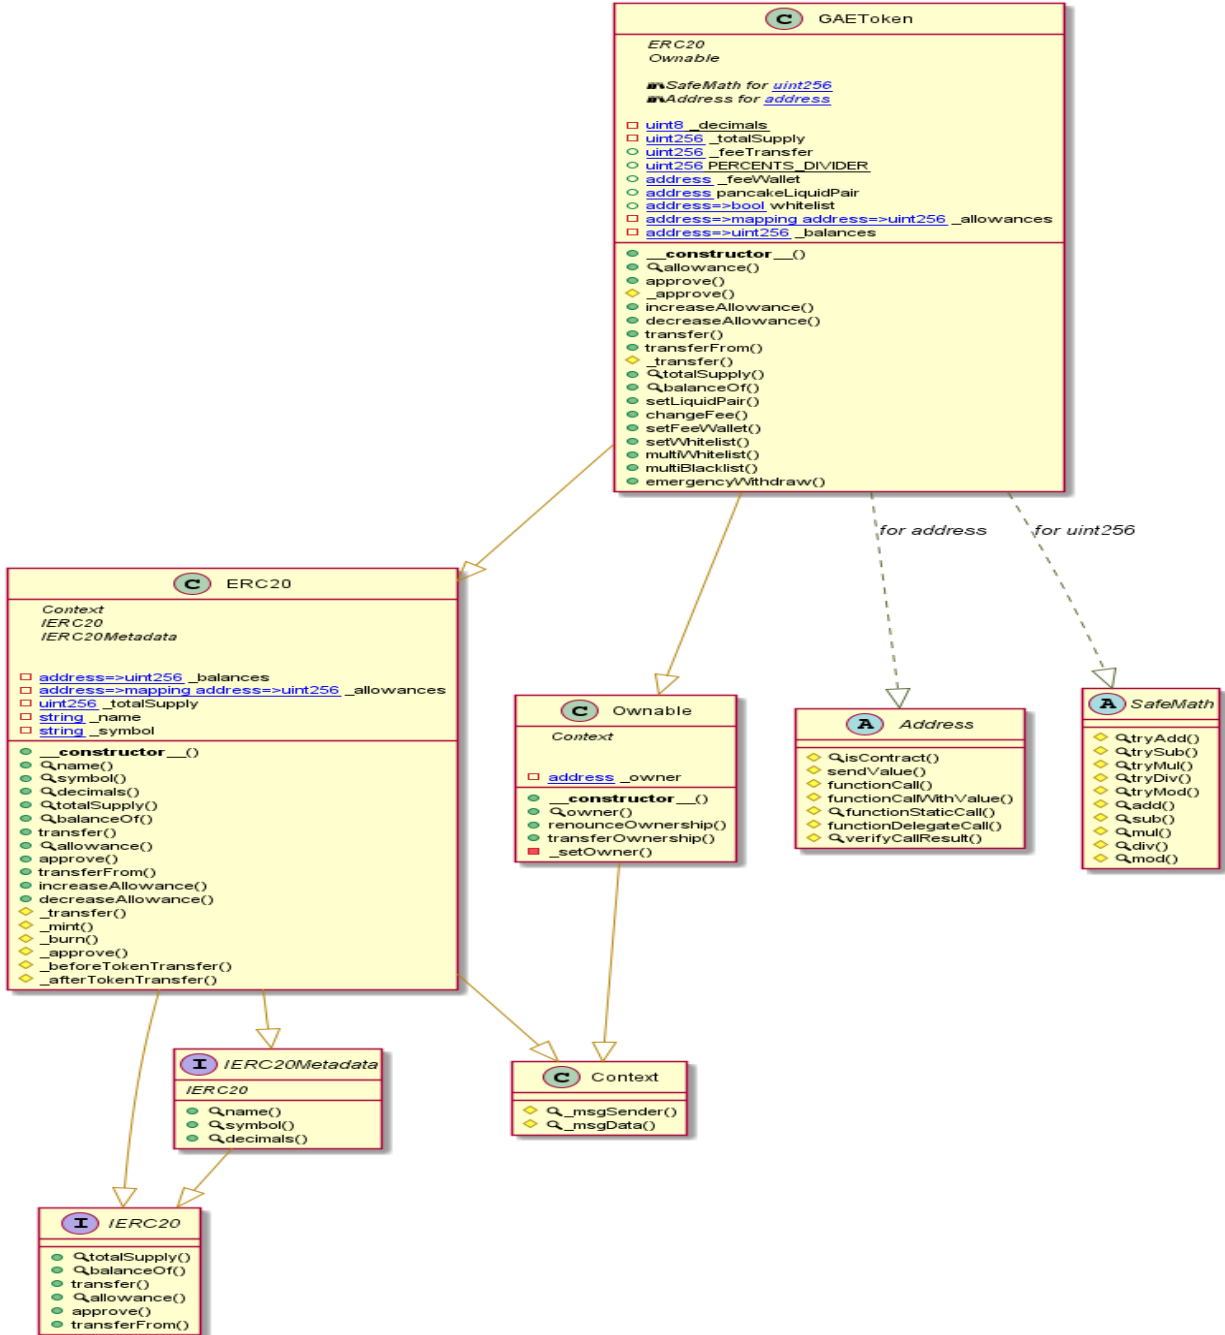 C GAEToken
ERC20
Ownable
SafeMath for uint256
Address for address
uint8 _decimals
uint256 _totalSupply
uint256 _feeTransfer
uint256 PERCENTS_DIVIDER
address _feeWallet
address pancakeLiquidPair
address=>bool whitelist
address=>mapping address=>uint256 _allowances
address=>uint256 _balances
__constructor__()
allowance()
approve()
_approve()
increaseAllowance()
decreaseAllowance()
transfer()
transferFrom()
_transfer()
totalSupply()
balanceOf()
setLiquidPair()
changeFee()
setFeeWallet()
setWhitelist()
multiWhitelist()
multiBlacklist()
emergencyWithdraw()
for address
for uint256
C ERC20
Context
IERC20
IERC20Metadata
address=>uint256 _balances
address=>mapping address=>uint256 _allowances
uint256 _totalSupply
string _name
string _symbol
__constructor__()
name()
symbol()
decimals()
totalSupply()
balanceOf()
transfer()
allowance()
approve()
transferFrom()
increaseAllowance()
decreaseAllowance()
_transfer()
_mint()
_burn()
_approve()
_beforeTokenTransfer()
_afterTokenTransfer()
C Ownable
Context
address _owner
__constructor__()
owner()
renounceOwnership()
transferOwnership()
_setOwner()
A Address
isContract()
sendValue()
functionCall()
functionCallWithValue()
functionStaticCall()
functionDelegateCall()
verifyCallResult()
A SafeMath
tryAdd()
trySub()
tryMul()
tryDiv()
tryMod()
add()
sub()
mul()
div()
mod()
I IERC20Metadata
IERC20
name()
symbol()
decimals()
C Context
_msgSender()
_msgData()
I IERC20
totalSupply()
balanceOf()
transfer()
allowance()
approve()
transferFrom()